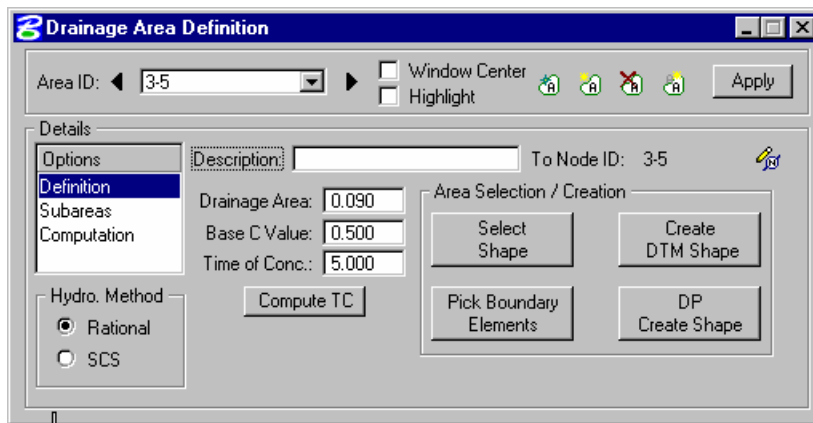 Drainage Area Definition
Area ID: 3-5
Window Center
Highlight
Apply
Details
Options
Definition
Subareas
Computation
Description:
To Node ID: 3-5
Drainage Area: 0.090
Base C Value: 0.500
Time of Conc.: 5.000
Compute TC
Area Selection / Creation
Select
Shape
Create
DTM Shape
Pick Boundary
Elements
DP
Create Shape
Hydro. Method
Rational
SCS